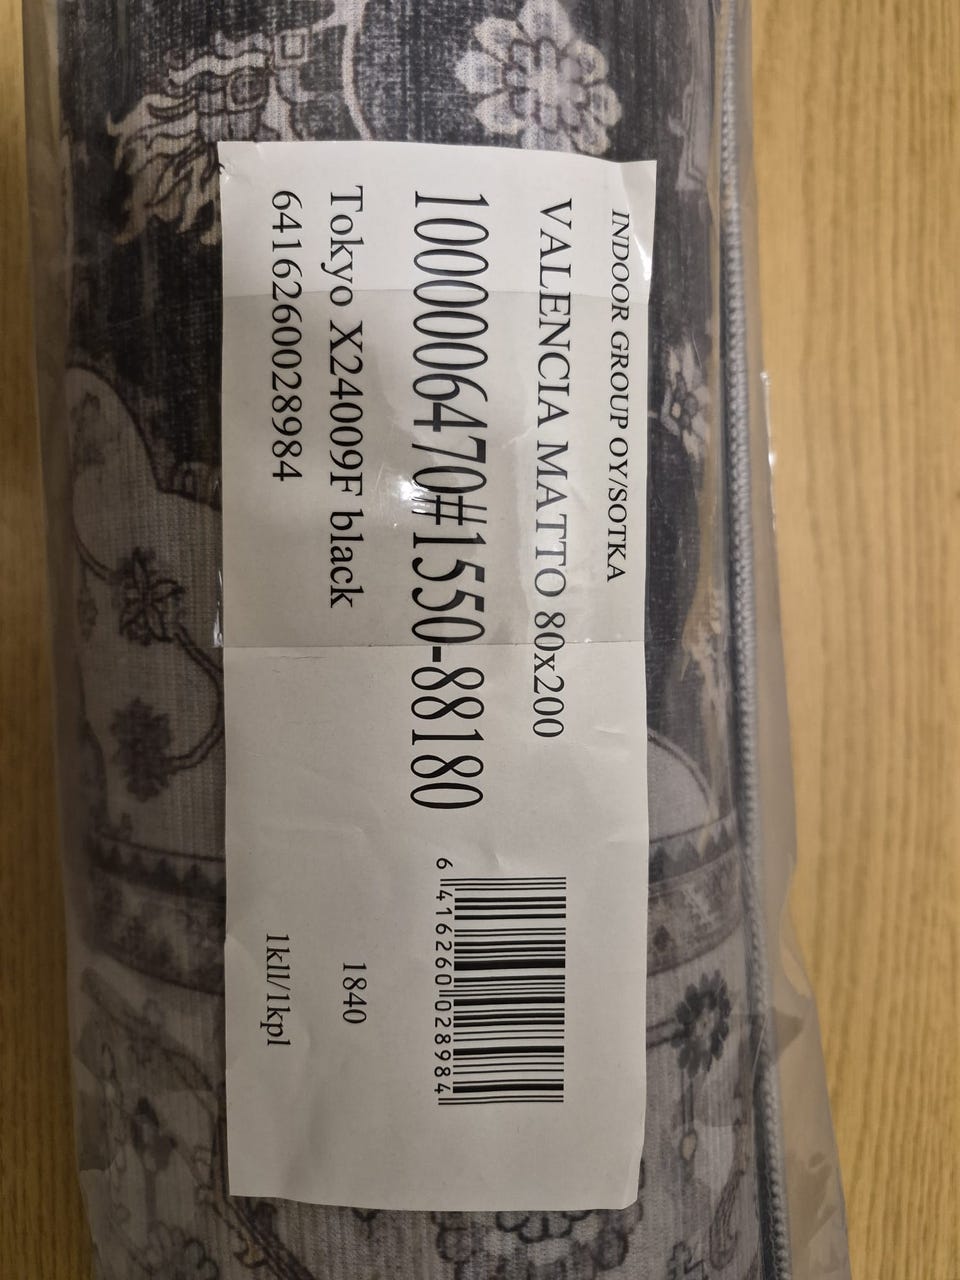 INDOOR GROUP OY/SOTKA
VALENCIA MATTO 80x200
1000006470#1550-88180
6 416260 028984
Tokyo X24009F black
1840
6416260028984
1kll/1kpl